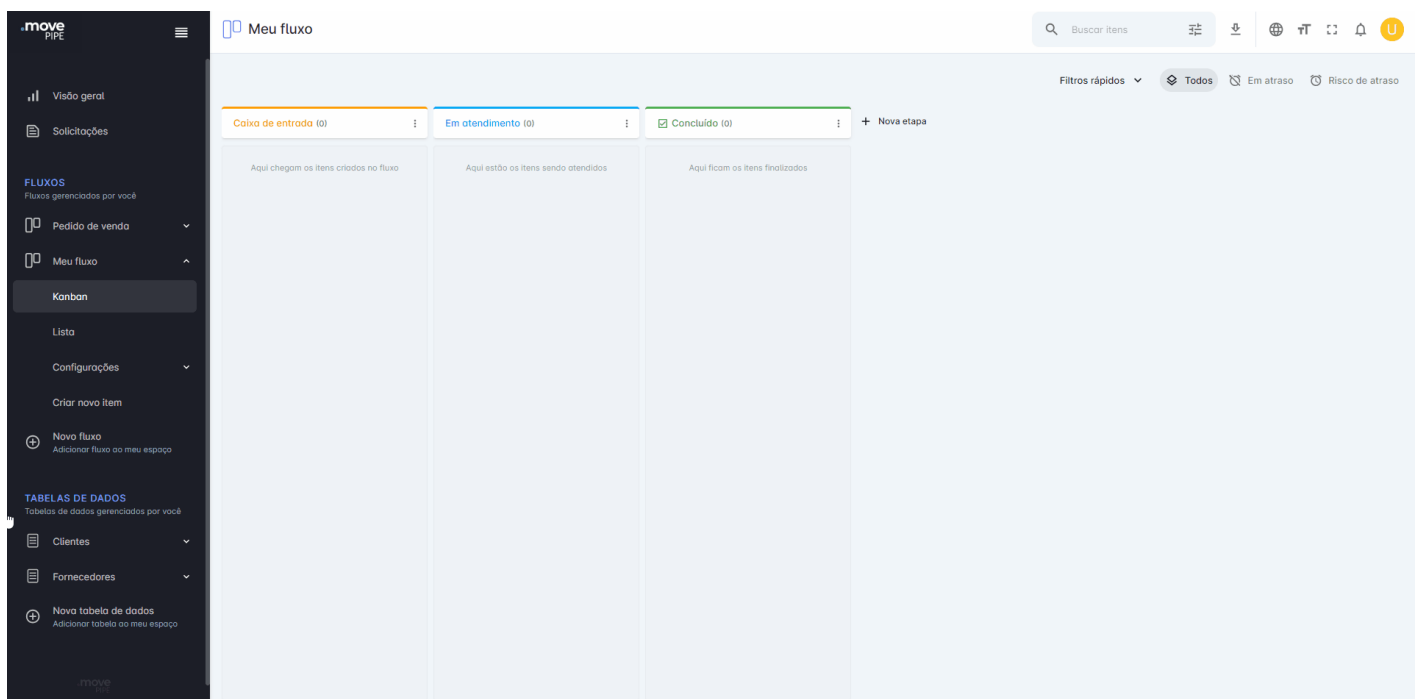 .move
PIPE
Meu fluxo
Buscar itens
U
Filtros rápidos
Todos
Em atraso
Risco de atraso
Visão geral
Solicitações
FLUXOS
Fluxos gerenciados por você
Pedido de venda
Meu fluxo
Kanban
Lista
Configurações
Criar novo item
Novo fluxo
Adicionar fluxo ao meu espaço
TABELAS DE DADOS
Tabelas de dados gerenciados por você
Clientes
Fornecedores
Nova tabela de dados
Adicionar tabela ao meu espaço
.move
PIPE
Caixa de entrada (0)
Em atendimento (0)
Concluído (0)
+ Nova etapa
Aqui chegam os itens criados no fluxo
Aqui estão os itens sendo atendidos
Aqui ficam os itens finalizados